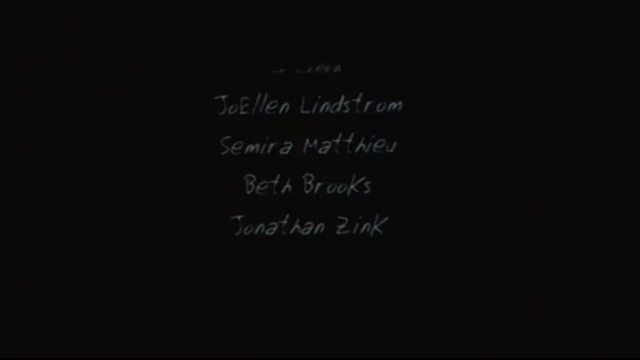 JoEllen Lindstrom
Semira Matthieu
Beth Brooks
Jonathan Zink